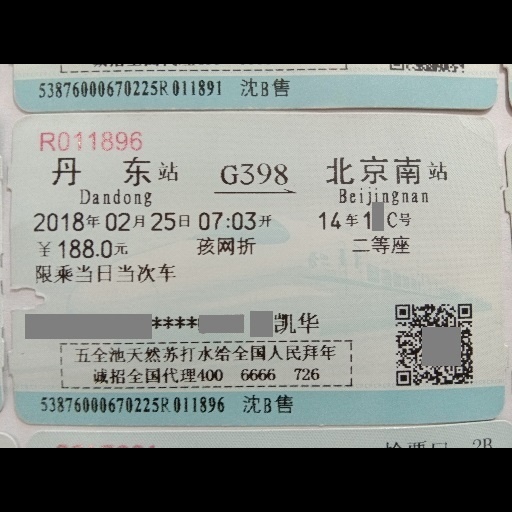 53876000670225R011891 沈B售
R011896
丹 东站 G398 北京南站
Dandong Beijingnan
2018年02月25日07:03开 14车1 C号
￥188.0元 孩网折 二等座
限乘当日当次车
**** 凯华
五全池天然苏打水给全国人民拜年
诚招全国代理400 6666 726
53876000670225R011896 沈B售
检票口 2B